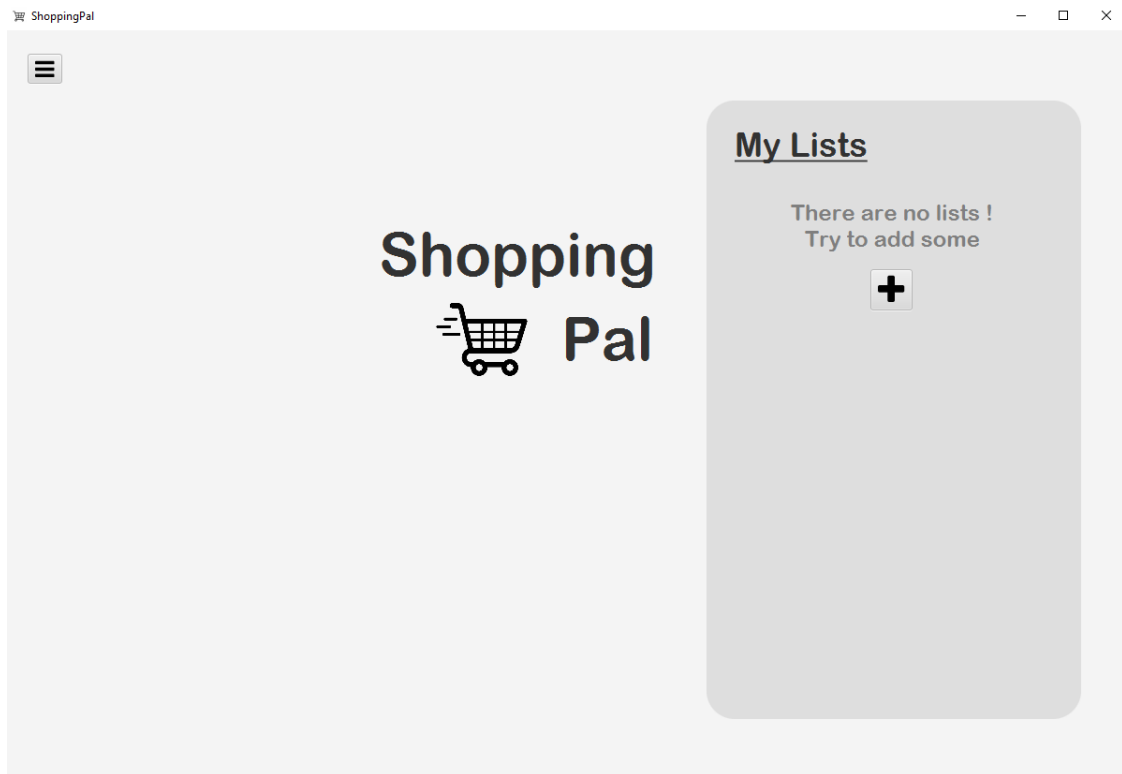 ShoppingPal
My Lists
There are no lists !
Try to add some
Shopping
Pal